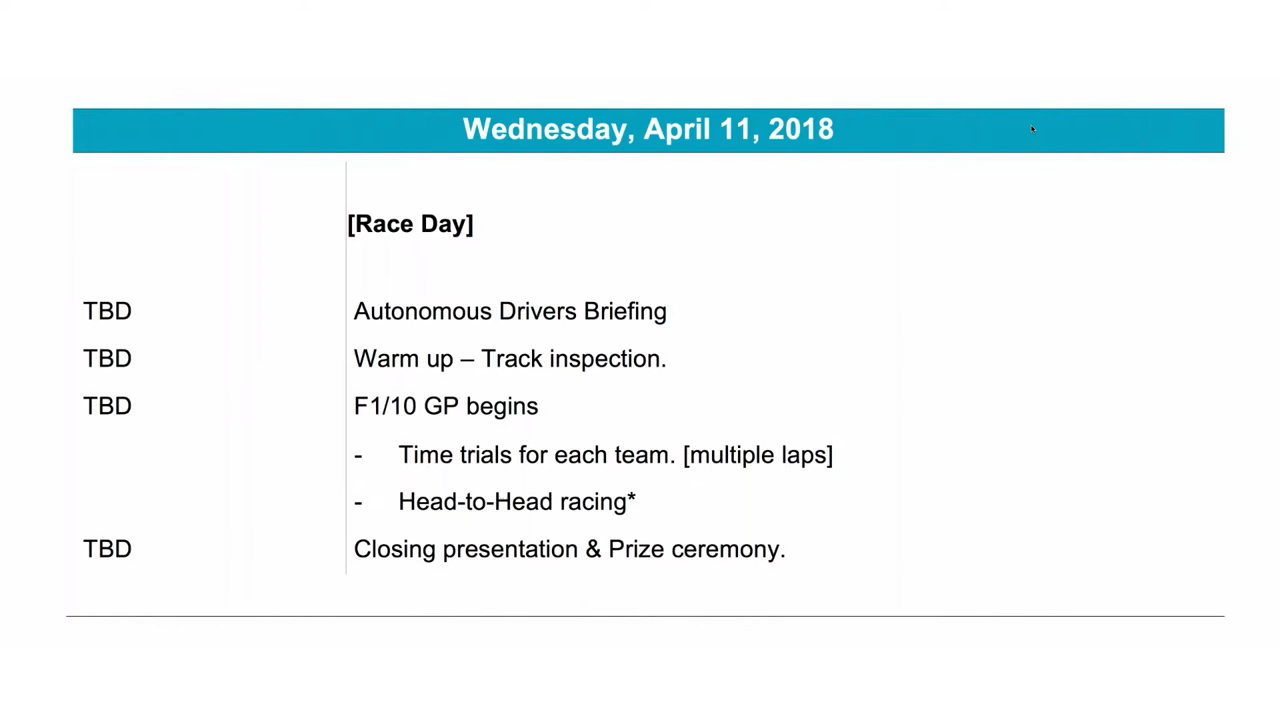 Wednesday, April 11, 2018
[Race Day]
TBD Autonomous Drivers Briefing
TBD Warm up – Track inspection.
TBD F1/10 GP begins
- Time trials for each team. [multiple laps]
- Head-to-Head racing*
TBD Closing presentation & Prize ceremony.